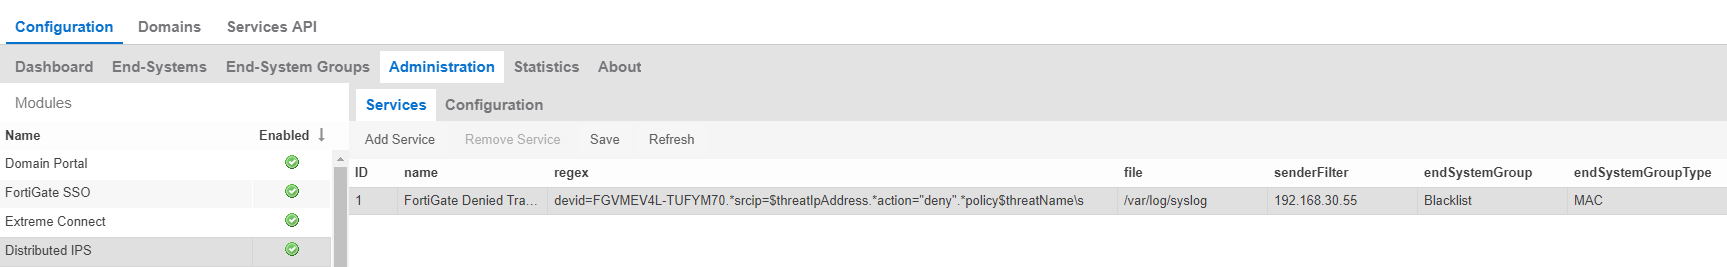 Configuration Domains Services API
Dashboard End-Systems End-System Groups Administration Statistics About
Modules
Services Configuration
Name Enabled
Add Service Remove Service Save Refresh
Domain Portal
ID name regex file senderFilter endSystemGroup endSystemGroupType
FortiGate SSO
1 FortiGate Denied Tra... devid=FGVMEV4L-TUFYM70.*srcip=$threatIpAddress.*action="deny".*policy$threatName\s /var/log/syslog 192.168.30.55 Blacklist MAC
Extreme Connect
Distributed IPS